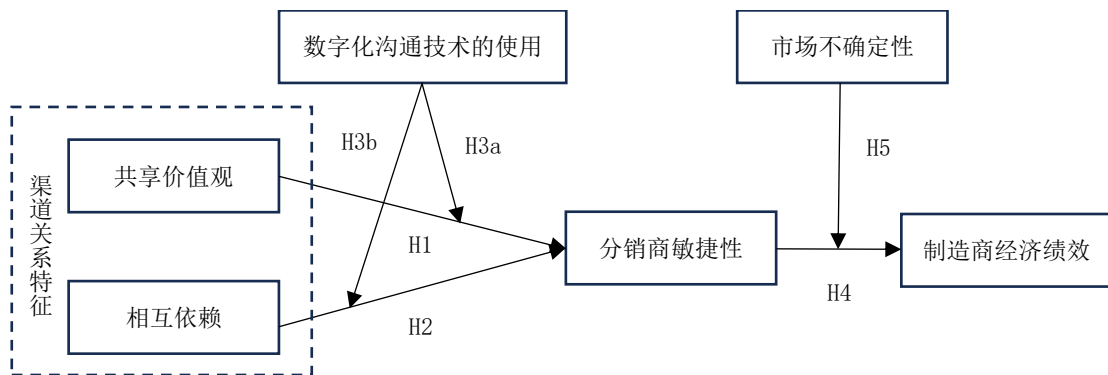 数字化沟通技术的使用
市场不确定性
H3b
H3a
H5
共享价值观
渠道关系特征
H1
分销商敏捷性
制造商经济绩效
H4
相互依赖
H2